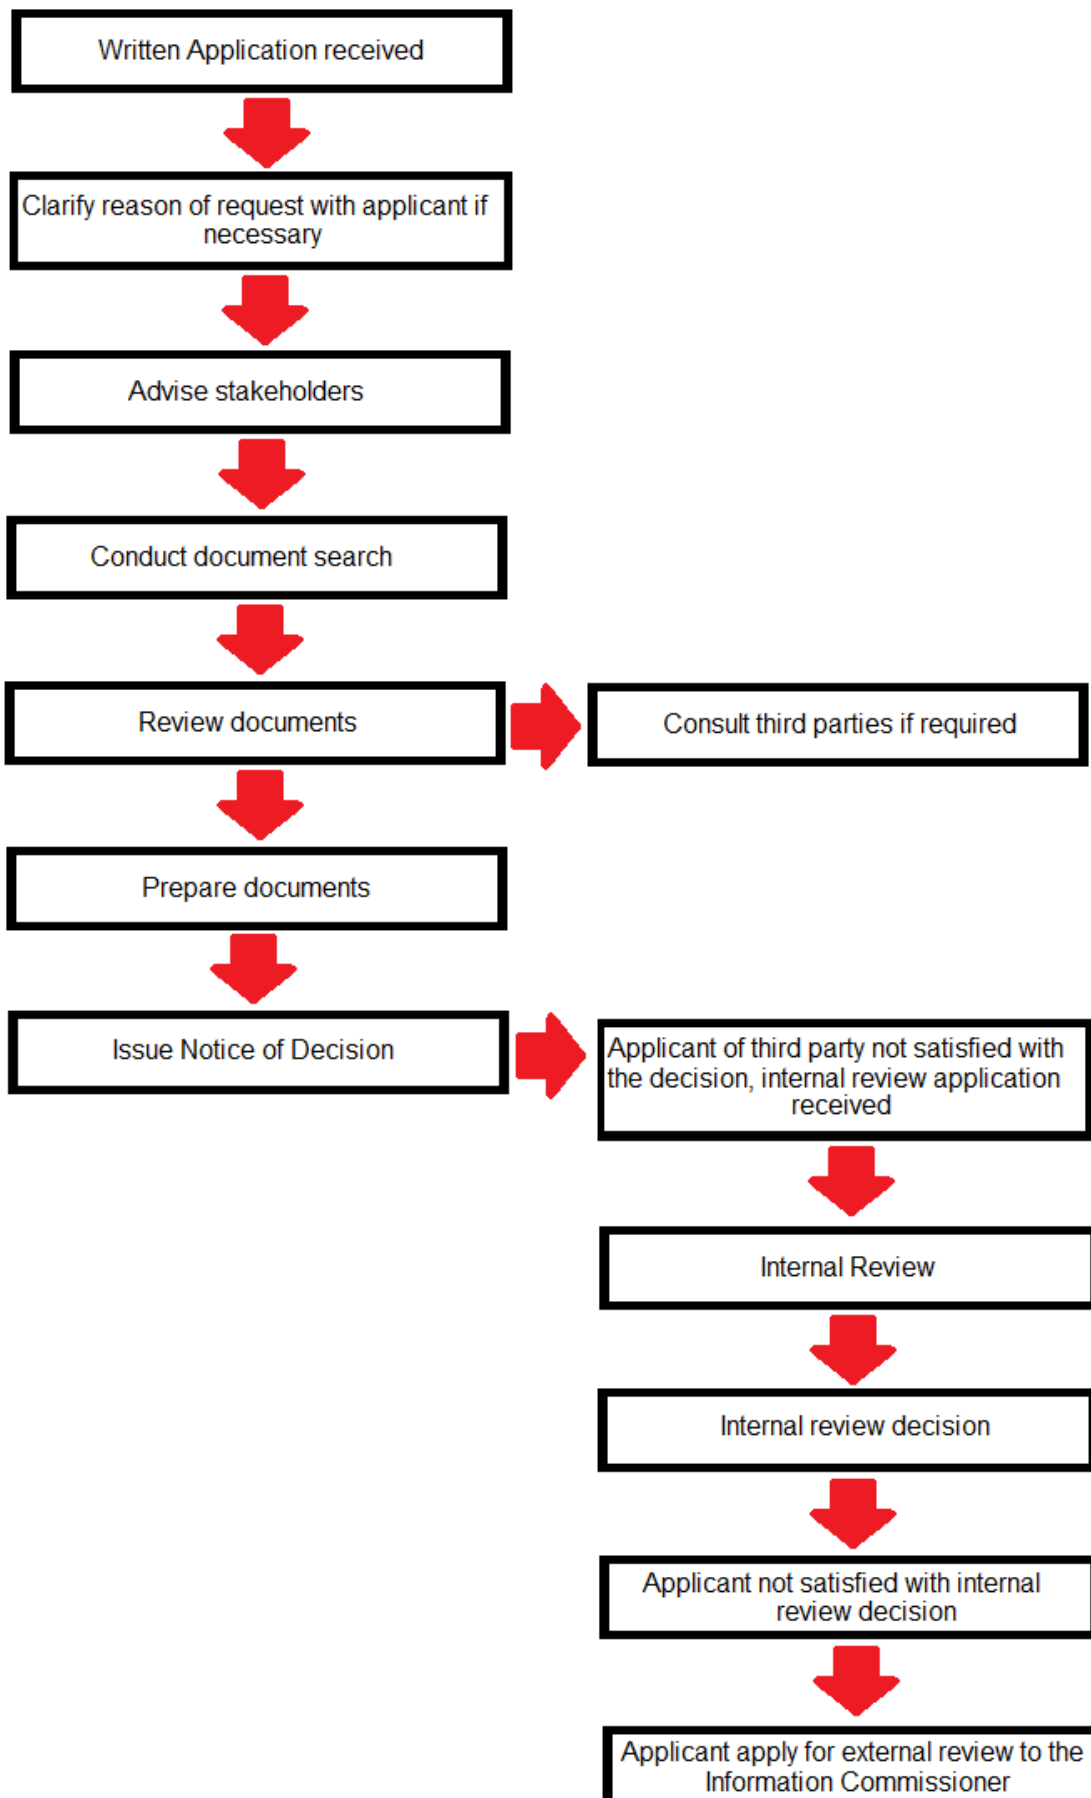 Written Application received
Clarify reason of request with applicant if
necessary
Advise stakeholders
Conduct document search
Review documents
Consult third parties if required
Prepare documents
Issue Notice of Decision
Applicant of third party not satisfied with
the decision, internal review application
received
Internal Review
Internal review decision
Applicant not satisfied with internal
review decision
Applicant apply for external review to the
Information Commissioner